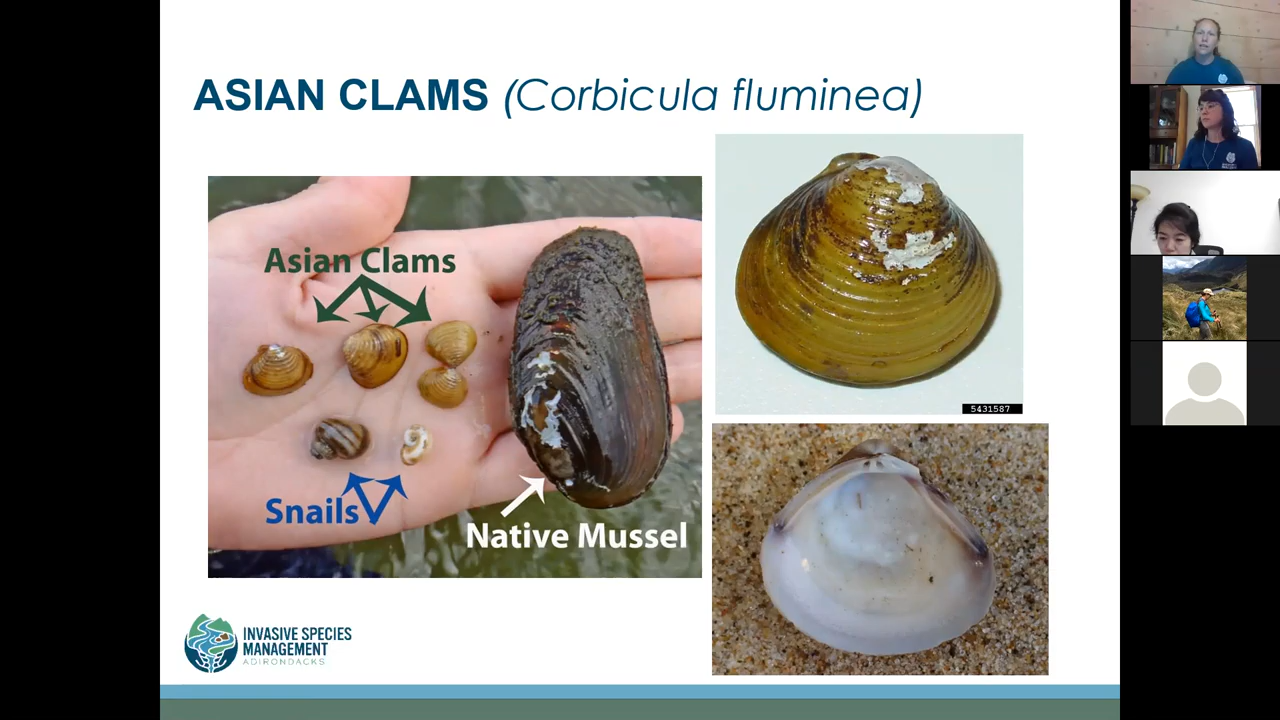 ASIAN CLAMS (Corbicula fluminea)
Asian Clams
Snails
Native Mussel
5431587
INVASIVE SPECIES
MANAGEMENT
ADIRONDACKS